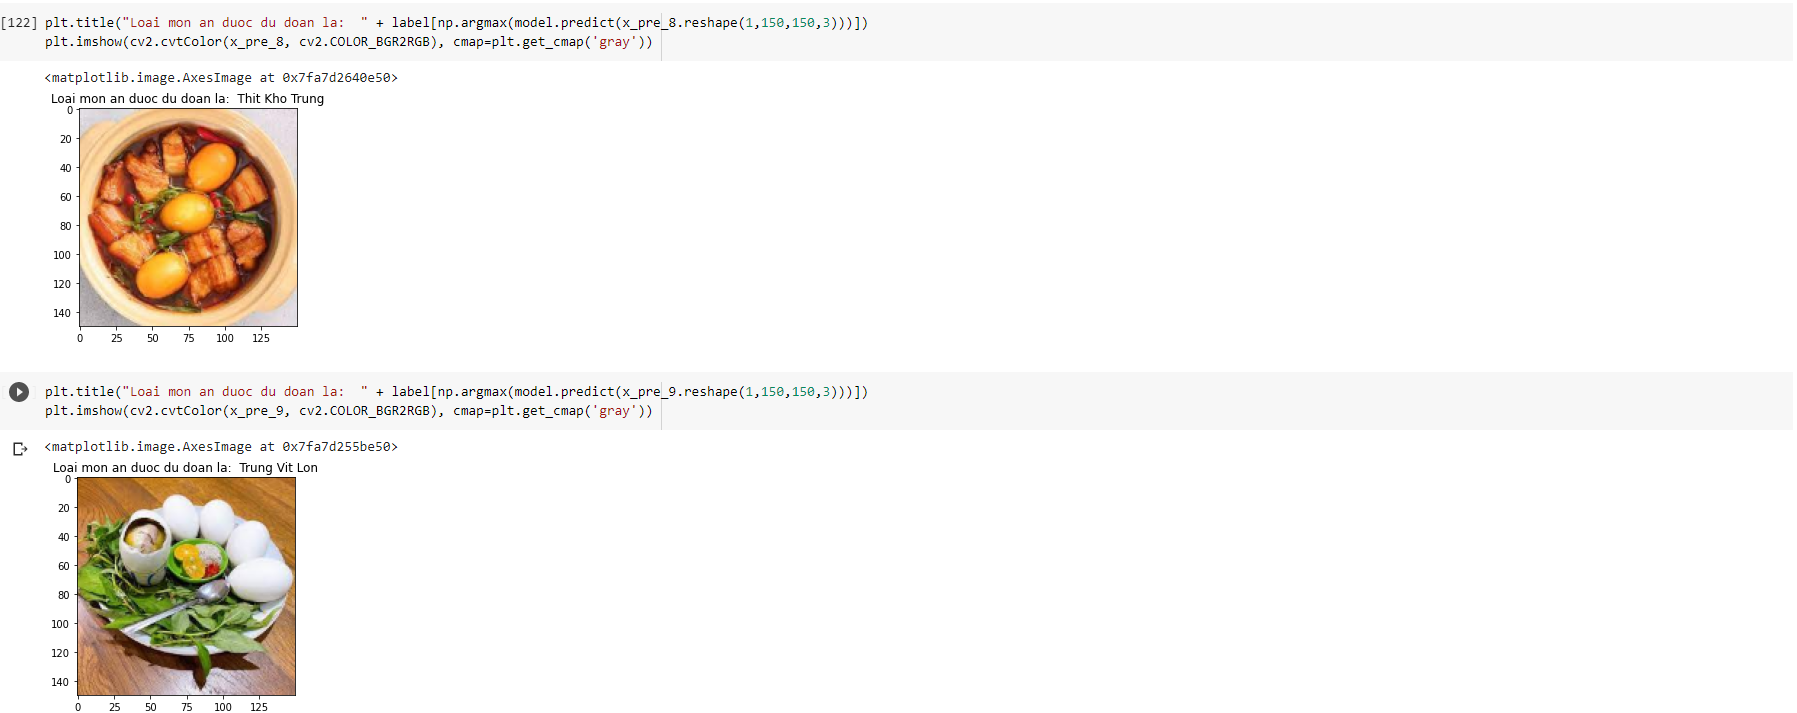 [122] plt.title("Loai mon an duoc du doan la:  " + label[np.argmax(model.predict(x_pre_8.reshape(1,150,150,3)))])
plt.imshow(cv2.cvtColor(x_pre_8, cv2.COLOR_BGR2RGB), cmap=plt.get_cmap('gray'))
<matplotlib.image.AxesImage at 0x7fa7d2640e50>
Loai mon an duoc du doan la:  Thit Kho Trung
0
20
40
60
80
100
120
140
0 25 50 75 100 125
plt.title("Loai mon an duoc du doan la:  " + label[np.argmax(model.predict(x_pre_9.reshape(1,150,150,3)))])
plt.imshow(cv2.cvtColor(x_pre_9, cv2.COLOR_BGR2RGB), cmap=plt.get_cmap('gray'))
<matplotlib.image.AxesImage at 0x7fa7d255be50>
Loai mon an duoc du doan la:  Trung Vit Lon
0
20
40
60
80
100
120
140
0 25 50 75 100 125